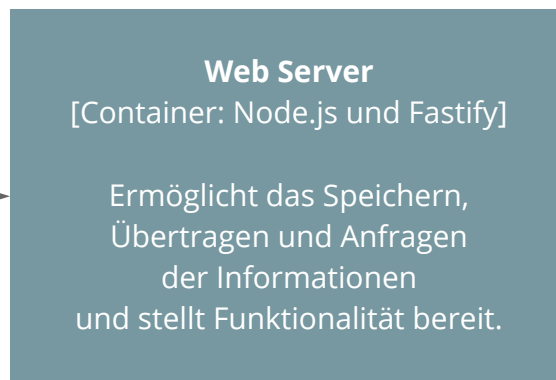 Web Server
[Container: Node.js und Fastify]
Ermöglicht das Speichern,
Übertragen und Anfragen
der Informationen
und stellt Funktionalität bereit.